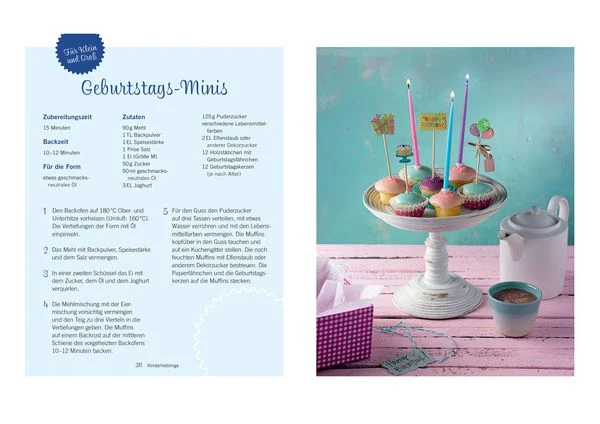 Für Klein
und Groß
Geburtstags-Minis
Zubereitungszeit
15 Minuten
Backzeit
10–12 Minuten
Für die Form
etwas geschmacks-
neutrales Öl
Zutaten
90 g Mehl
1 TL Backpulver
1 EL Speisestärke
1 Prise Salz
1 Ei (Größe M)
50 g Zucker
50 ml geschmacks-
neutrales Öl
3 EL Joghurt
125 g Puderzucker
verschiedene Lebensmittel-
farben
2 EL Elfenstaub oder
anderer Dekorzucker
12 Holzstäbchen mit
Geburtstagsfähnchen
12 Geburtstagskerzen
(je nach Alter)
1 Den Backofen auf 180 °C Ober- und
Unterhitze vorheizen (Umluft: 160 °C).
Die Vertiefungen der Form mit Öl
einpinseln.
2 Das Mehl mit Backpulver, Speisestärke
und dem Salz vermengen.
3 In einer zweiten Schüssel das Ei mit
dem Zucker, dem Öl und dem Joghurt
verquirlen.
4 Die Mehlmischung mit der Eier-
mischung vorsichtig vermengen
und den Teig zu drei Vierteln in die
Vertiefungen geben. Die Muffins
auf einem Backrost auf der mittleren
Schiene des vorgeheizten Backofens
10–12 Minuten backen.
5 Für den Guss den Puderzucker
auf drei Tassen verteilen, mit etwas
Wasser verrühren und mit den Lebens-
mittelfarben vermengen. Die Muffins
kopfüber in den Guss tauchen und
auf ein Kuchengitter stellen. Die noch
feuchten Muffins mit Elfenstaub oder
anderem Dekorzucker bestreuen. Die
Papierfähnchen und die Geburtstags-
kerzen auf die Muffins stecken.
20 Kinderlieblinge
HAPPY
BIRTHDAY
Happy
Birthday!